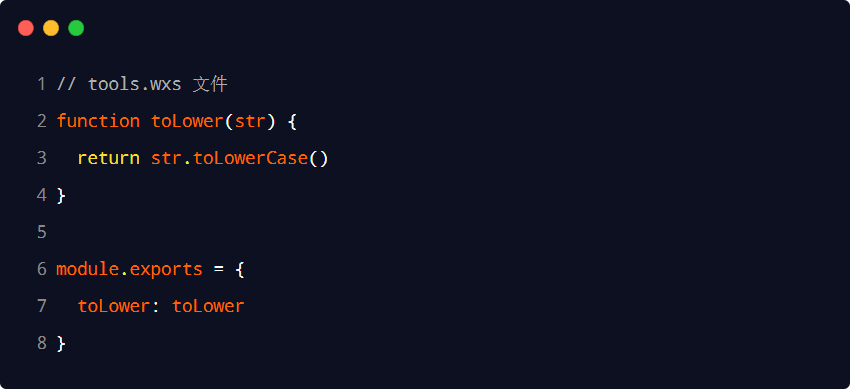 1 // tools.wxs 文件
2 function toLower(str) {
3   return str.toLowerCase()
4 }
5
6 module.exports = {
7   toLower: toLower
8 }